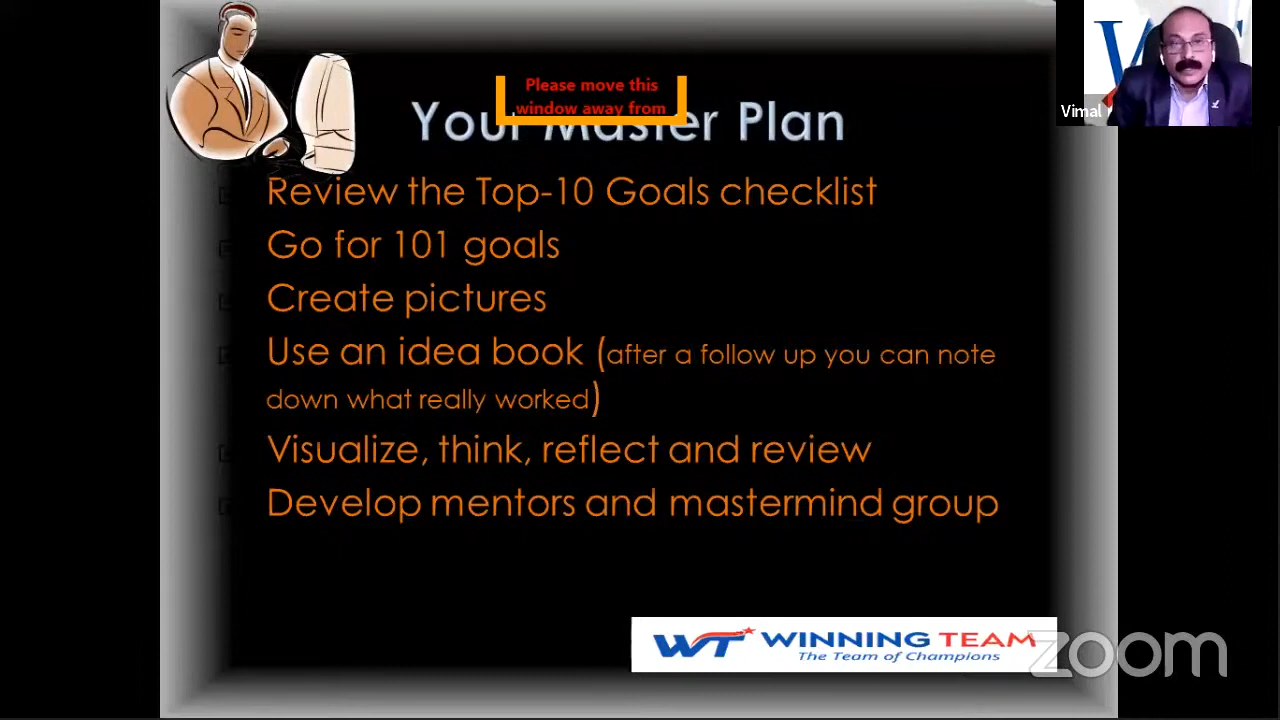 Please move this
window away from
Your Master Plan
Vimal
Review the Top-10 Goals checklist
Go for 101 goals
Create pictures
Use an idea book (after a follow up you can note
down what really worked)
Visualize, think, reflect and review
Develop mentors and mastermind group
WT WINNING TEAM
The Team of Champions
zoom